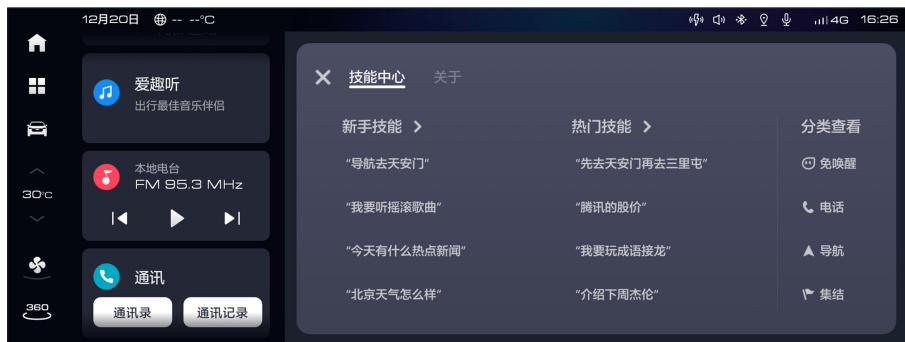 12月20日 -- --°C
4G 16:26
爱趣听
出行最佳音乐伴侣
30°C
本地电台
FM 95.3 MHz
通讯
通讯录 通讯记录
360
技能中心 关于
新手技能 热门技能 分类查看
“导航去天安门” “先去天安门再去三里屯” 免唤醒
“我要听摇滚歌曲” “腾讯的股价” 电话
“今天有什么热点新闻” “我要玩成语接龙” 导航
“北京天气怎么样” “介绍下周杰伦” 集结